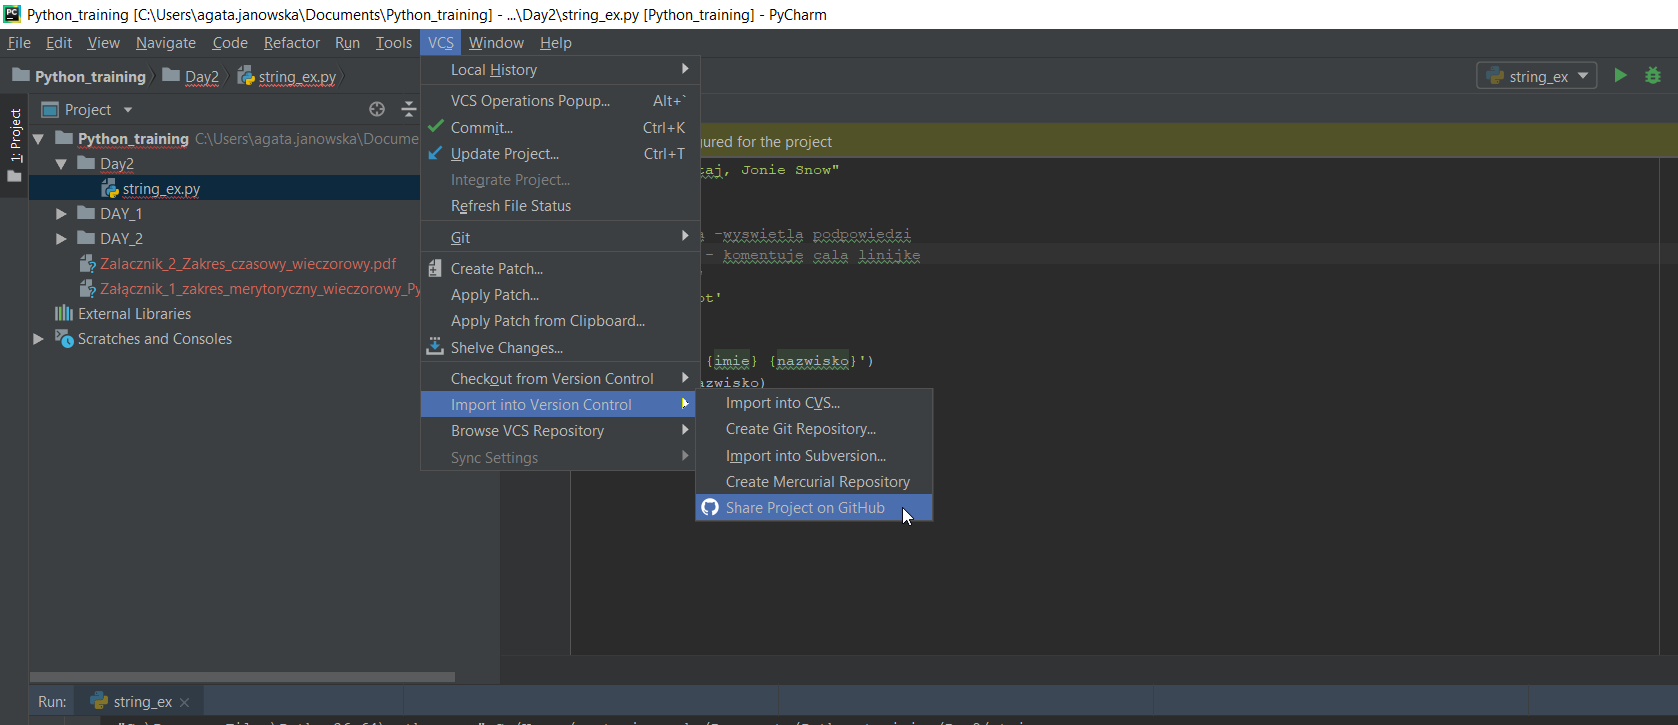 Python_training [C:\Users\agata.janowska\Documents\Python_training] - ...\Day2\string_ex.py [Python_training] - PyCharm
File Edit View Navigate Code Refactor Run Tools VCS Window Help
Python_training Day2 string_ex.py string_ex
Project
1: Project
Python_training C:\Users\agata.janowska\Docume
Day2
string_ex.py
DAY_1
DAY_2
Zalacznik_2_Zakres_czasowy_wieczorowy.pdf
Załącznik_1_zakres_merytoryczny_wieczorowy_Py
External Libraries
Scratches and Consoles
Local History
VCS Operations Popup... Alt+`
Commit... Ctrl+K
Update Project... Ctrl+T
Integrate Project...
Refresh File Status
Git
Create Patch...
Apply Patch...
Apply Patch from Clipboard...
Shelve Changes...
Checkout from Version Control
Import into Version Control
Browse VCS Repository
Sync Settings
Import into CVS...
Create Git Repository...
Import into Subversion...
Create Mercurial Repository
Share Project on GitHub
ured for the project
taj, Jonie Snow"
-wyswietla podpowiedzi
- komentuje cala linijke
ot'
{imie} {nazwisko}')
azwisko)
Run: string_ex